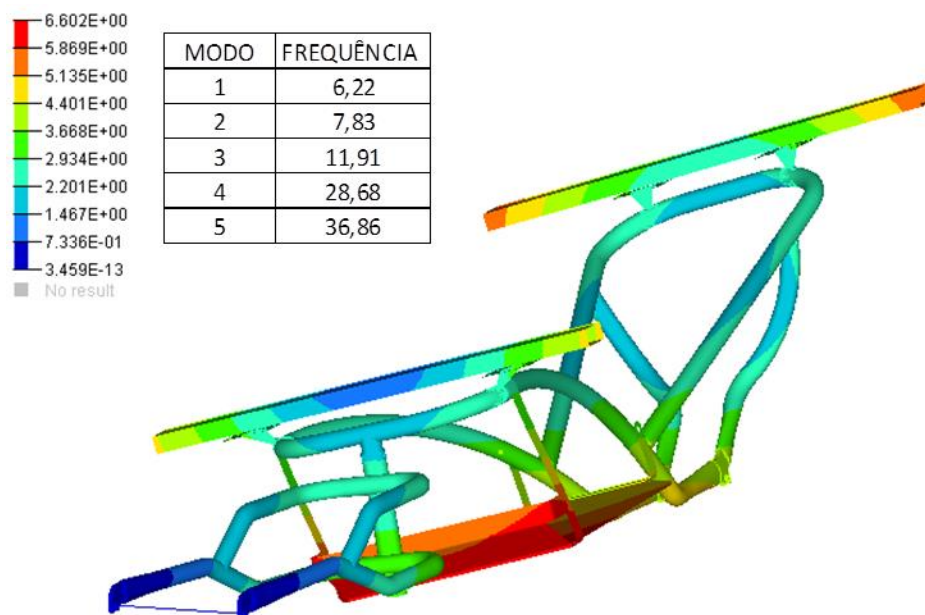 6.602E+00
5.869E+00
5.135E+00
4.401E+00
3.668E+00
2.934E+00
2.201E+00
1.467E+00
7.336E-01
3.459E-13
No result
MODO FREQUÊNCIA
1 6,22
2 7,83
3 11,91
4 28,68
5 36,86